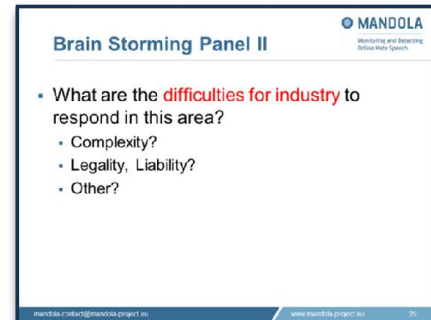 MANDOLA
Monitoring and Detecting
Online Hate Speech
Brain Storming Panel II
▪ What are the difficulties for industry to
respond in this area?
▪ Complexity?
▪ Legality, Liability?
▪ Other?
mandola-contact@mandola-project.eu
www.mandola-project.eu
25